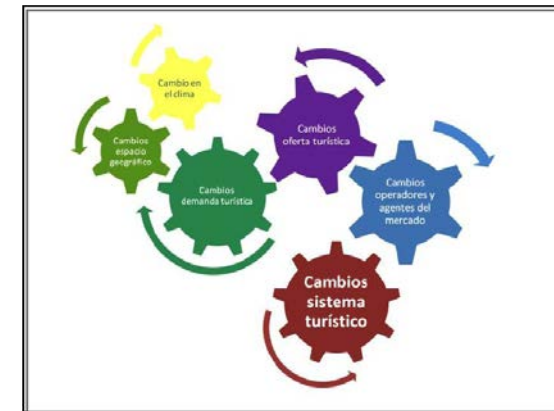 Cambio en
el clima
Cambios
espacio
geográfico
Cambios
demanda turística
Cambios
oferta turística
Cambios
operadores y
agentes del
mercado
Cambios
sistema
turístico